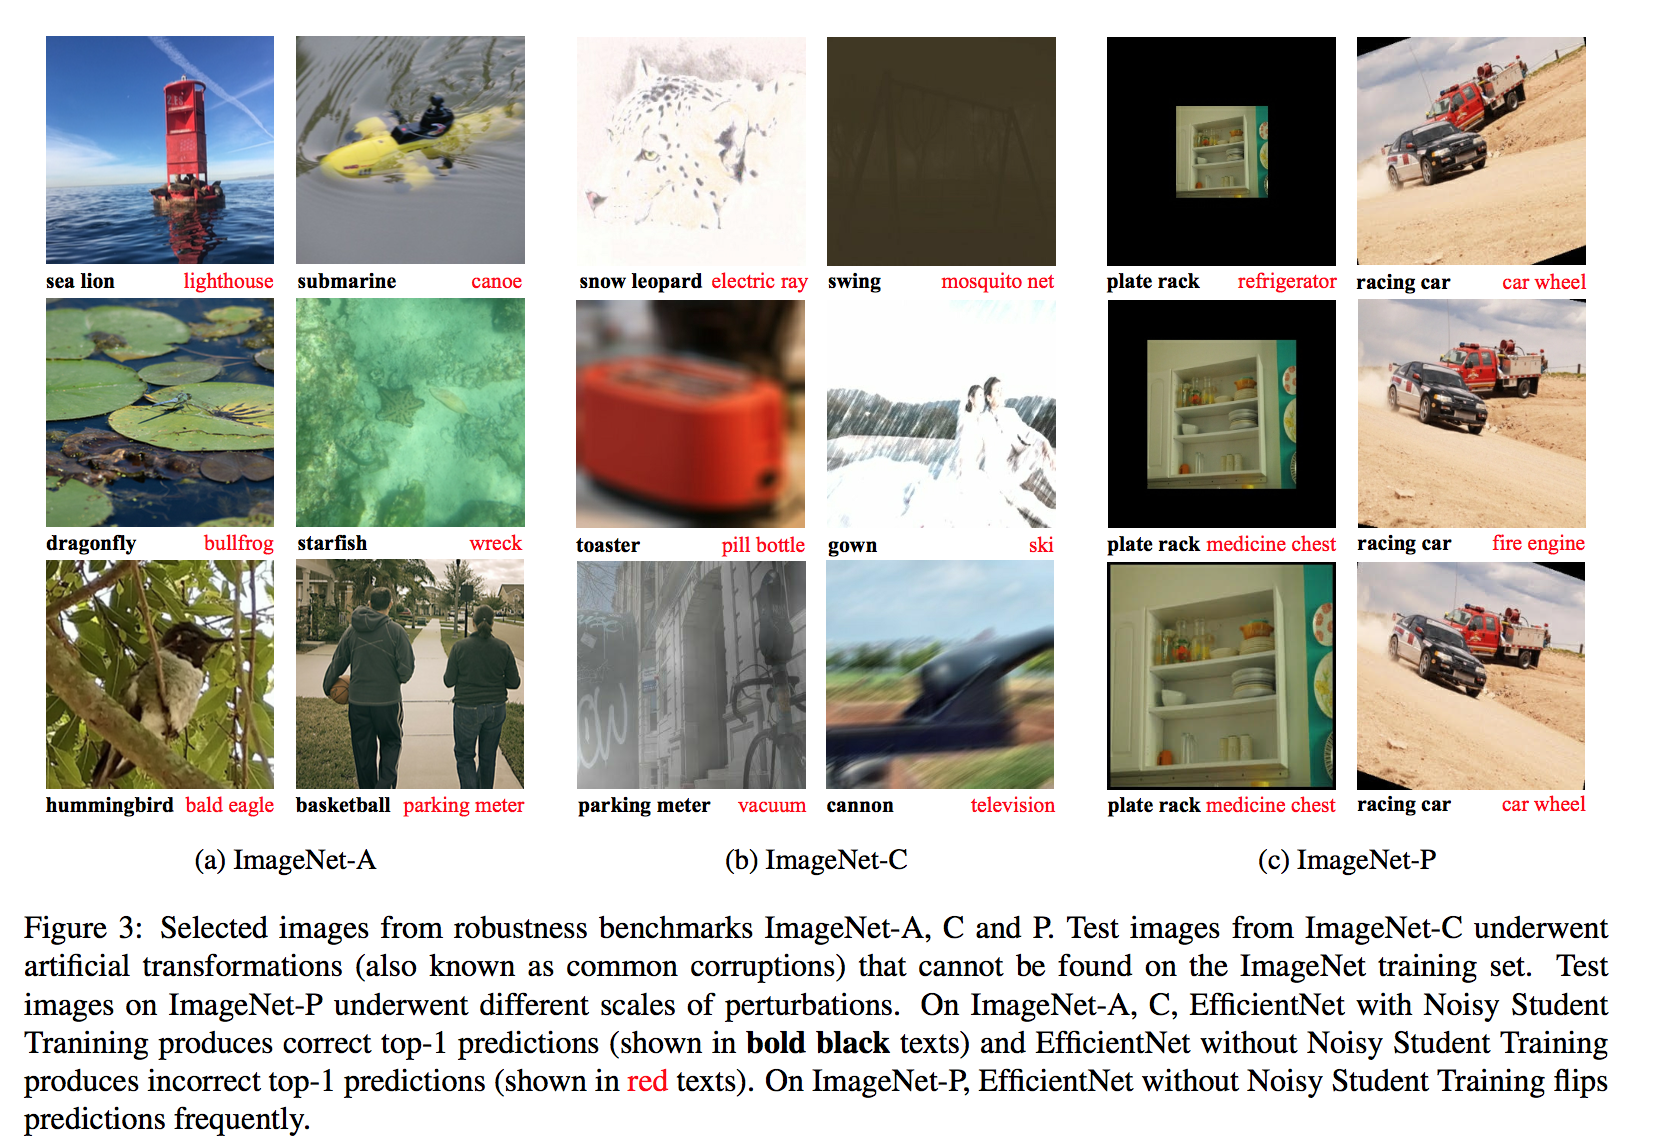 sea lion lighthouse submarine canoe snow leopard electric ray swing mosquito net plate rack refrigerator racing car car wheel
dragonfly bullfrog starfish wreck toaster pill bottle gown ski plate rack medicine chest racing car fire engine
hummingbird bald eagle basketball parking meter parking meter vacuum cannon television plate rack medicine chest racing car car wheel
(a) ImageNet-A (b) ImageNet-C (c) ImageNet-P
Figure 3: Selected images from robustness benchmarks ImageNet-A, C and P. Test images from ImageNet-C underwent
artificial transformations (also known as common corruptions) that cannot be found on the ImageNet training set. Test
images on ImageNet-P underwent different scales of perturbations. On ImageNet-A, C, EfficientNet with Noisy Student
Tranining produces correct top-1 predictions (shown in bold black texts) and EfficientNet without Noisy Student Training
produces incorrect top-1 predictions (shown in red texts). On ImageNet-P, EfficientNet without Noisy Student Training flips
predictions frequently.